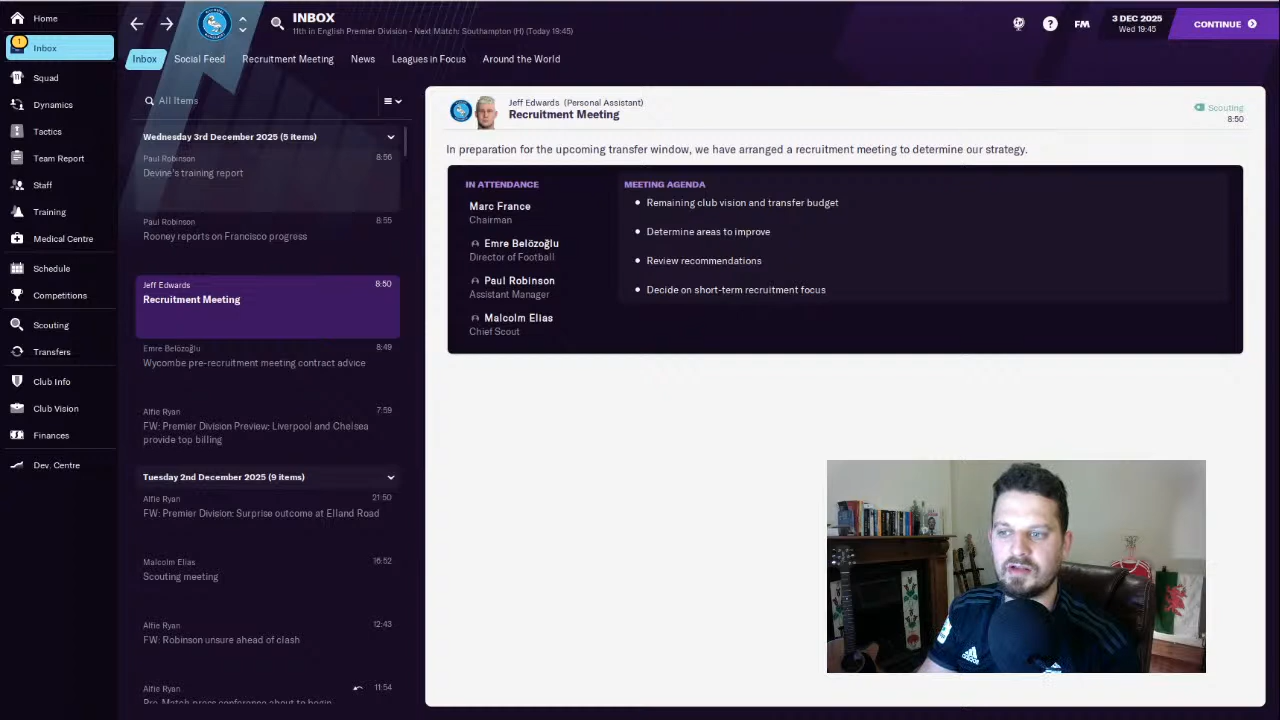 Home
INBOX
11th in English Premier Division - Next Match: Southampton (H) (Today 19:45)
FM
3 DEC 2025
Wed 19:45
CONTINUE
1
Inbox
Squad
Dynamics
Tactics
Team Report
Staff
Training
Medical Centre
Schedule
Competitions
Scouting
Transfers
Club Info
Club Vision
Finances
Dev. Centre
Inbox
Social Feed
Recruitment Meeting
News
Leagues in Focus
Around the World
All Items
Wednesday 3rd December 2025 (5 items)
Paul Robinson 8:56
Devine's training report
Paul Robinson 8:55
Rooney reports on Francisco progress
Jeff Edwards 8:50
Recruitment Meeting
Emre Belözoğlu 8:49
Wycombe pre-recruitment meeting contract advice
Alfie Ryan 7:59
FW: Premier Division Preview: Liverpool and Chelsea
provide top billing
Tuesday 2nd December 2025 (9 items)
Alfie Ryan 21:50
FW: Premier Division: Surprise outcome at Elland Road
Malcolm Elias 16:52
Scouting meeting
Alfie Ryan 12:43
FW: Robinson unsure ahead of clash
Alfie Ryan 11:54
Pre-Match press conference about to begin
Jeff Edwards (Personal Assistant)
Recruitment Meeting
Scouting
8:50
In preparation for the upcoming transfer window, we have arranged a recruitment meeting to determine our strategy.
IN ATTENDANCE
Marc France
Chairman
Emre Belözoğlu
Director of Football
Paul Robinson
Assistant Manager
Malcolm Elias
Chief Scout
MEETING AGENDA
Remaining club vision and transfer budget
Determine areas to improve
Review recommendations
Decide on short-term recruitment focus